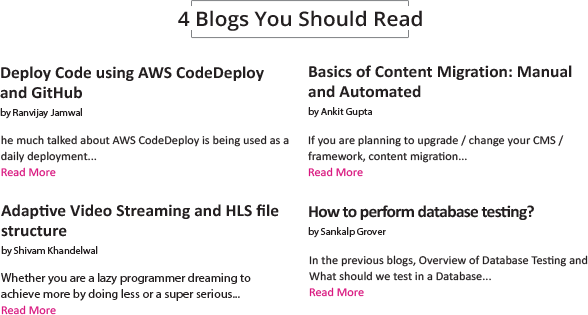 4 Blogs You Should Read
Deploy Code using AWS CodeDeploy
and GitHub
by Ranvijay Jamwal
he much talked about AWS CodeDeploy is being used as a
daily deployment...
Read More
Basics of Content Migration: Manual
and Automated
by Ankit Gupta
If you are planning to upgrade / change your CMS /
framework, content migration...
Read More
Adaptive Video Streaming and HLS file
structure
by Shivam Khandelwal
Whether you are a lazy programmer dreaming to
achieve more by doing less or a super serious...
Read More
How to perform database testing?
by Sankalp Grover
In the previous blogs, Overview of Database Testing and
What should we test in a Database...
Read More